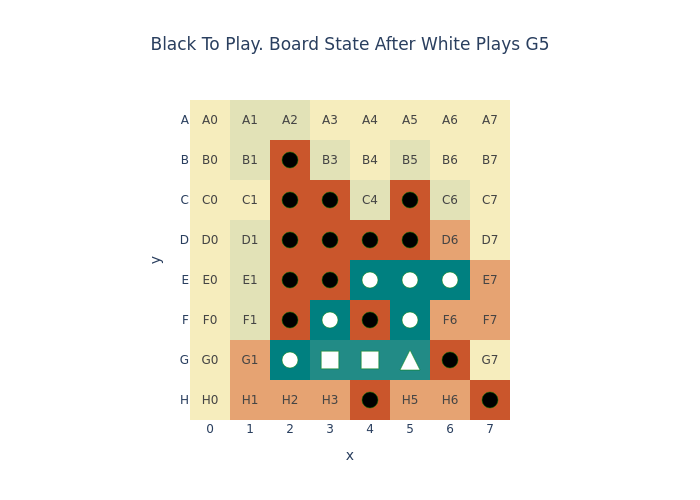 Black To Play. Board State After White Plays G5
A A0 A1 A2 A3 A4 A5 A6 A7
B B0 B1 B3 B4 B5 B6 B7
C C0 C1 C4 C6 C7
D D0 D1 D6 D7
y
E E0 E1 E7
F F0 F1 F6 F7
G G0 G1 G7
H H0 H1 H2 H3 H5 H6
0 1 2 3 4 5 6 7
x